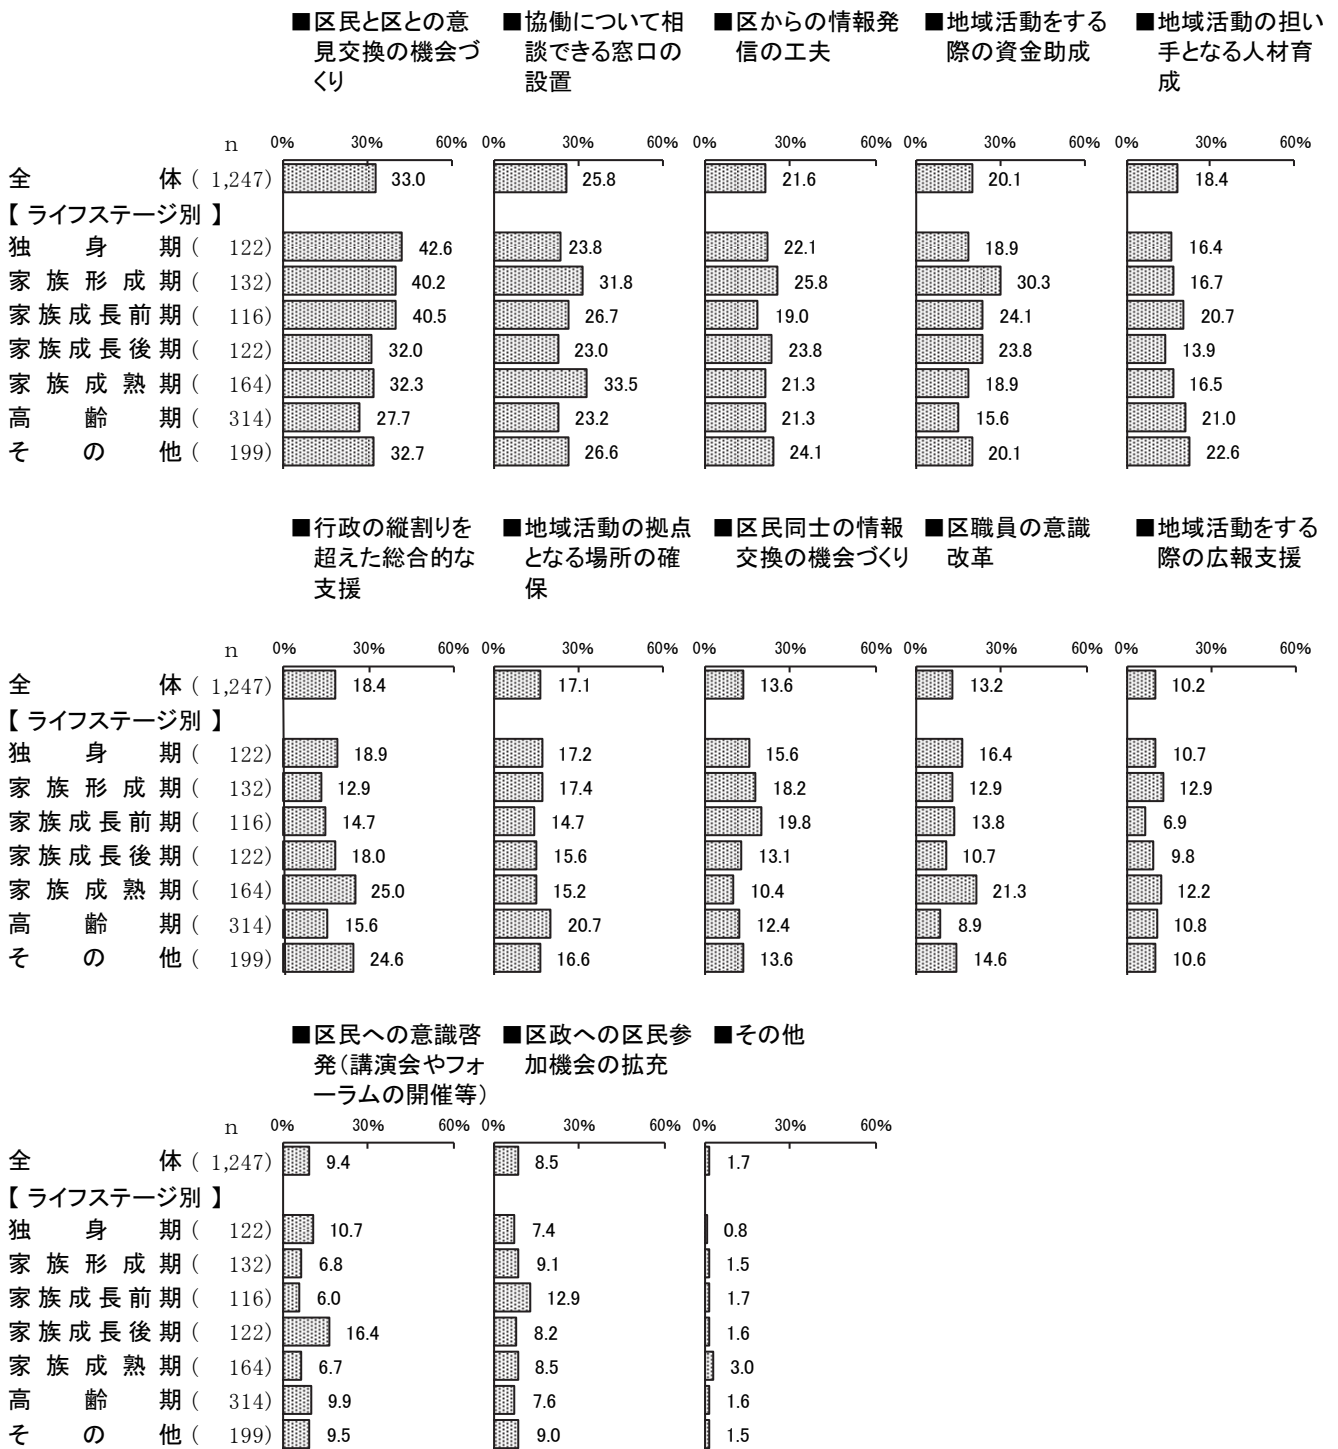 ■区民と区との意 ■協働について相 ■区からの情報発 ■地域活動をする ■地域活動の担い
見交換の機会づ 談できる窓口の 信の工夫 際の資金助成 手となる人材育
くり 設置 成
n 0% 30% 60% 0% 30% 60% 0% 30% 60% 0% 30% 60% 0% 30% 60%
全体 ( 1,247) 33.0 25.8 21.6 20.1 18.4
【ライフステージ別】
独身期 ( 122) 42.6 23.8 22.1 18.9 16.4
家族形成期 ( 132) 40.2 31.8 25.8 30.3 16.7
家族成長前期 ( 116) 40.5 26.7 19.0 24.1 20.7
家族成長後期 ( 122) 32.0 23.0 23.8 23.8 13.9
家族成熟期 ( 164) 32.3 33.5 21.3 18.9 16.5
高齢期 ( 314) 27.7 23.2 21.3 15.6 21.0
その他 ( 199) 32.7 26.6 24.1 20.1 22.6
■行政の縦割りを ■地域活動の拠点 ■区民同士の情報 ■区職員の意識 ■地域活動をする
超えた総合的な となる場所の確 交換の機会づくり 改革 際の広報支援
支援 保
n 0% 30% 60% 0% 30% 60% 0% 30% 60% 0% 30% 60% 0% 30% 60%
全体 ( 1,247) 18.4 17.1 13.6 13.2 10.2
【ライフステージ別】
独身期 ( 122) 18.9 17.2 15.6 16.4 10.7
家族形成期 ( 132) 12.9 17.4 18.2 12.9 12.9
家族成長前期 ( 116) 14.7 14.7 19.8 13.8 6.9
家族成長後期 ( 122) 18.0 15.6 13.1 10.7 9.8
家族成熟期 ( 164) 25.0 15.2 10.4 21.3 12.2
高齢期 ( 314) 15.6 20.7 12.4 8.9 10.8
その他 ( 199) 24.6 16.6 13.6 14.6 10.6
■区民への意識啓 ■区政への区民参 ■その他
発(講演会やフォ 加機会の拡充
ーラムの開催等)
n 0% 30% 60% 0% 30% 60% 0% 30% 60%
全体 ( 1,247) 9.4 8.5 1.7
【ライフステージ別】
独身期 ( 122) 10.7 7.4 0.8
家族形成期 ( 132) 6.8 9.1 1.5
家族成長前期 ( 116) 6.0 12.9 1.7
家族成長後期 ( 122) 16.4 8.2 1.6
家族成熟期 ( 164) 6.7 8.5 3.0
高齢期 ( 314) 9.9 7.6 1.6
その他 ( 199) 9.5 9.0 1.5